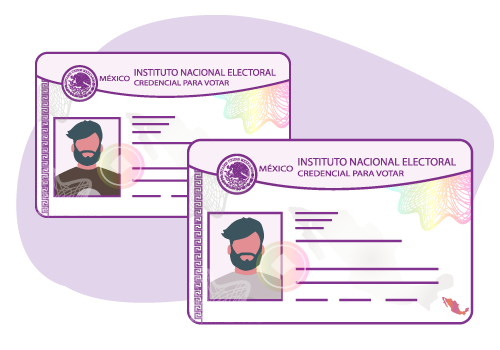 MÉXICO
INSTITUTO NACIONAL ELECTORAL
CREDENCIAL PARA VOTAR
MÉXICO
INSTITUTO NACIONAL ELECTORAL
CREDENCIAL PARA VOTAR